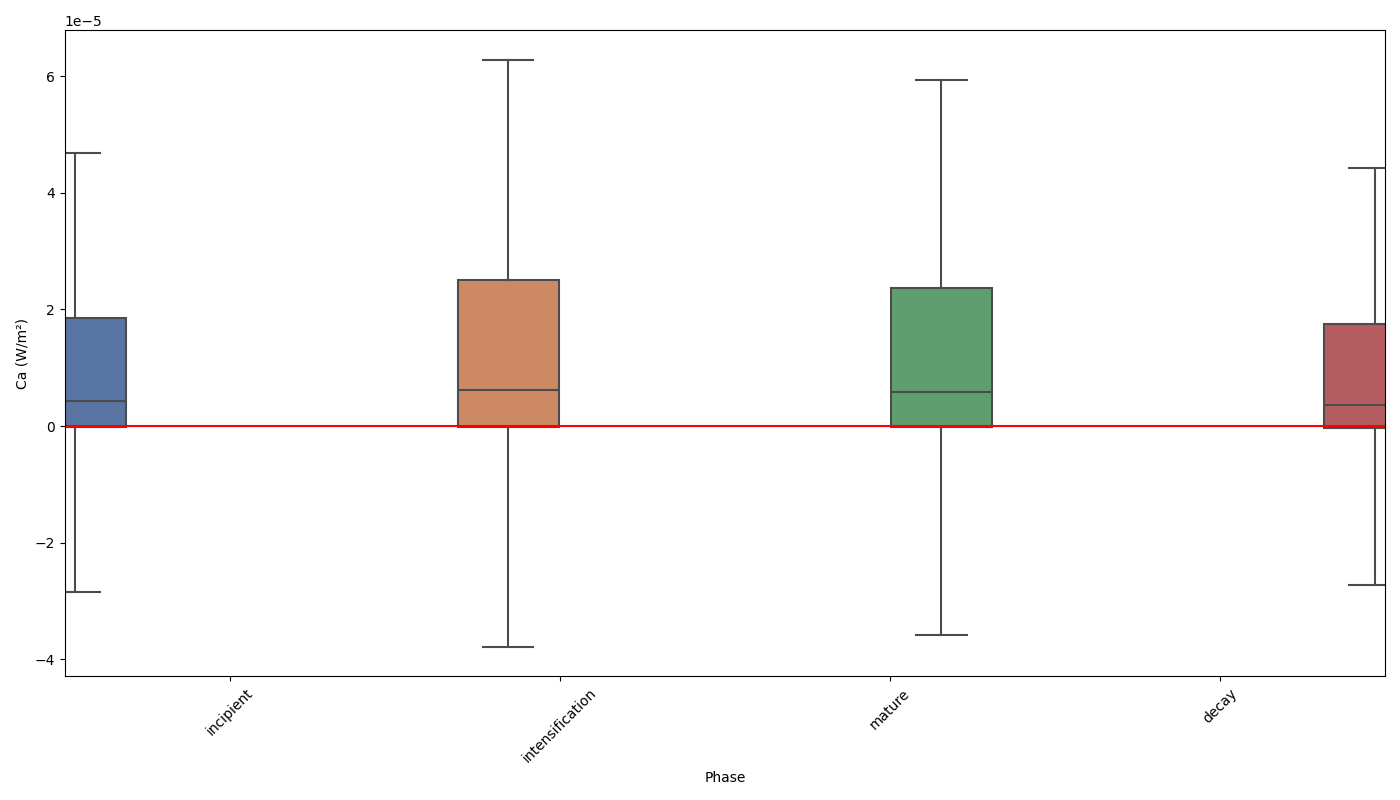 1e−5
6
4
2
0
−2
−4
Ca (W/m²)
incipient
intensification
mature
decay
Phase